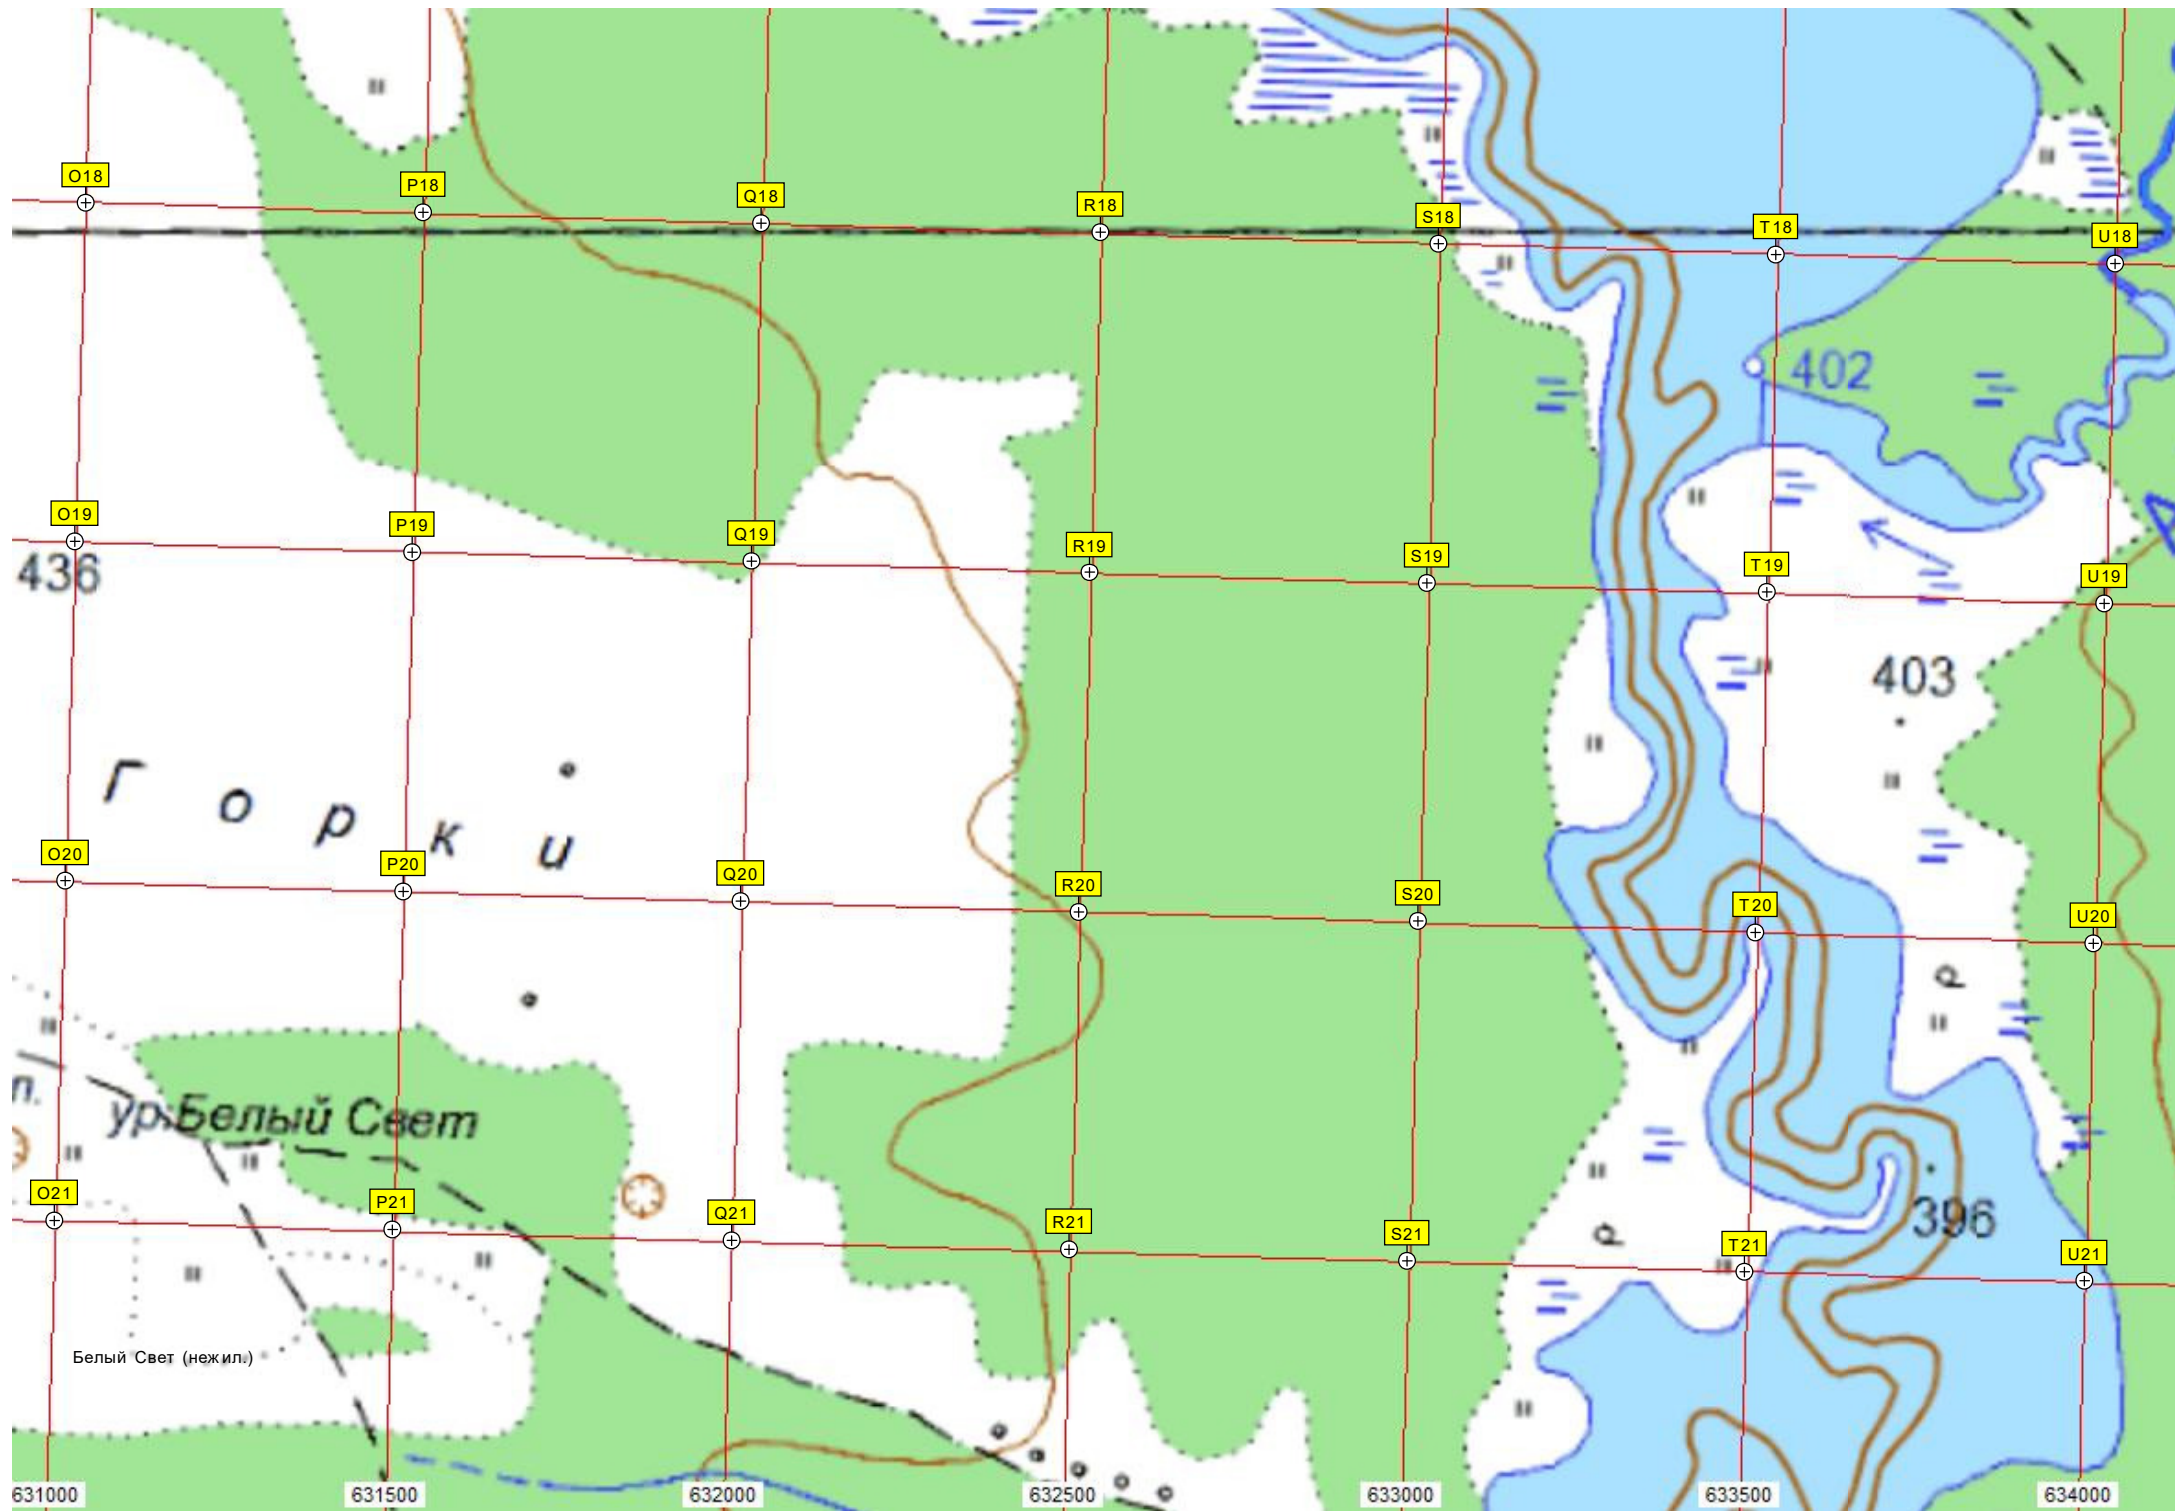 O18 P18 Q18 R18 S18 T18 U18
402
O19 P19 Q19 R19 S19 T19 U19
436
403
Горки
O20 P20 Q20 R20 S20 T20 U20
п.
ур.Белый Свет
O21 P21 Q21 R21 S21 T21 U21
396
Белый Свет (нежил.)
631000 631500 632000 632500 633000 633500 634000